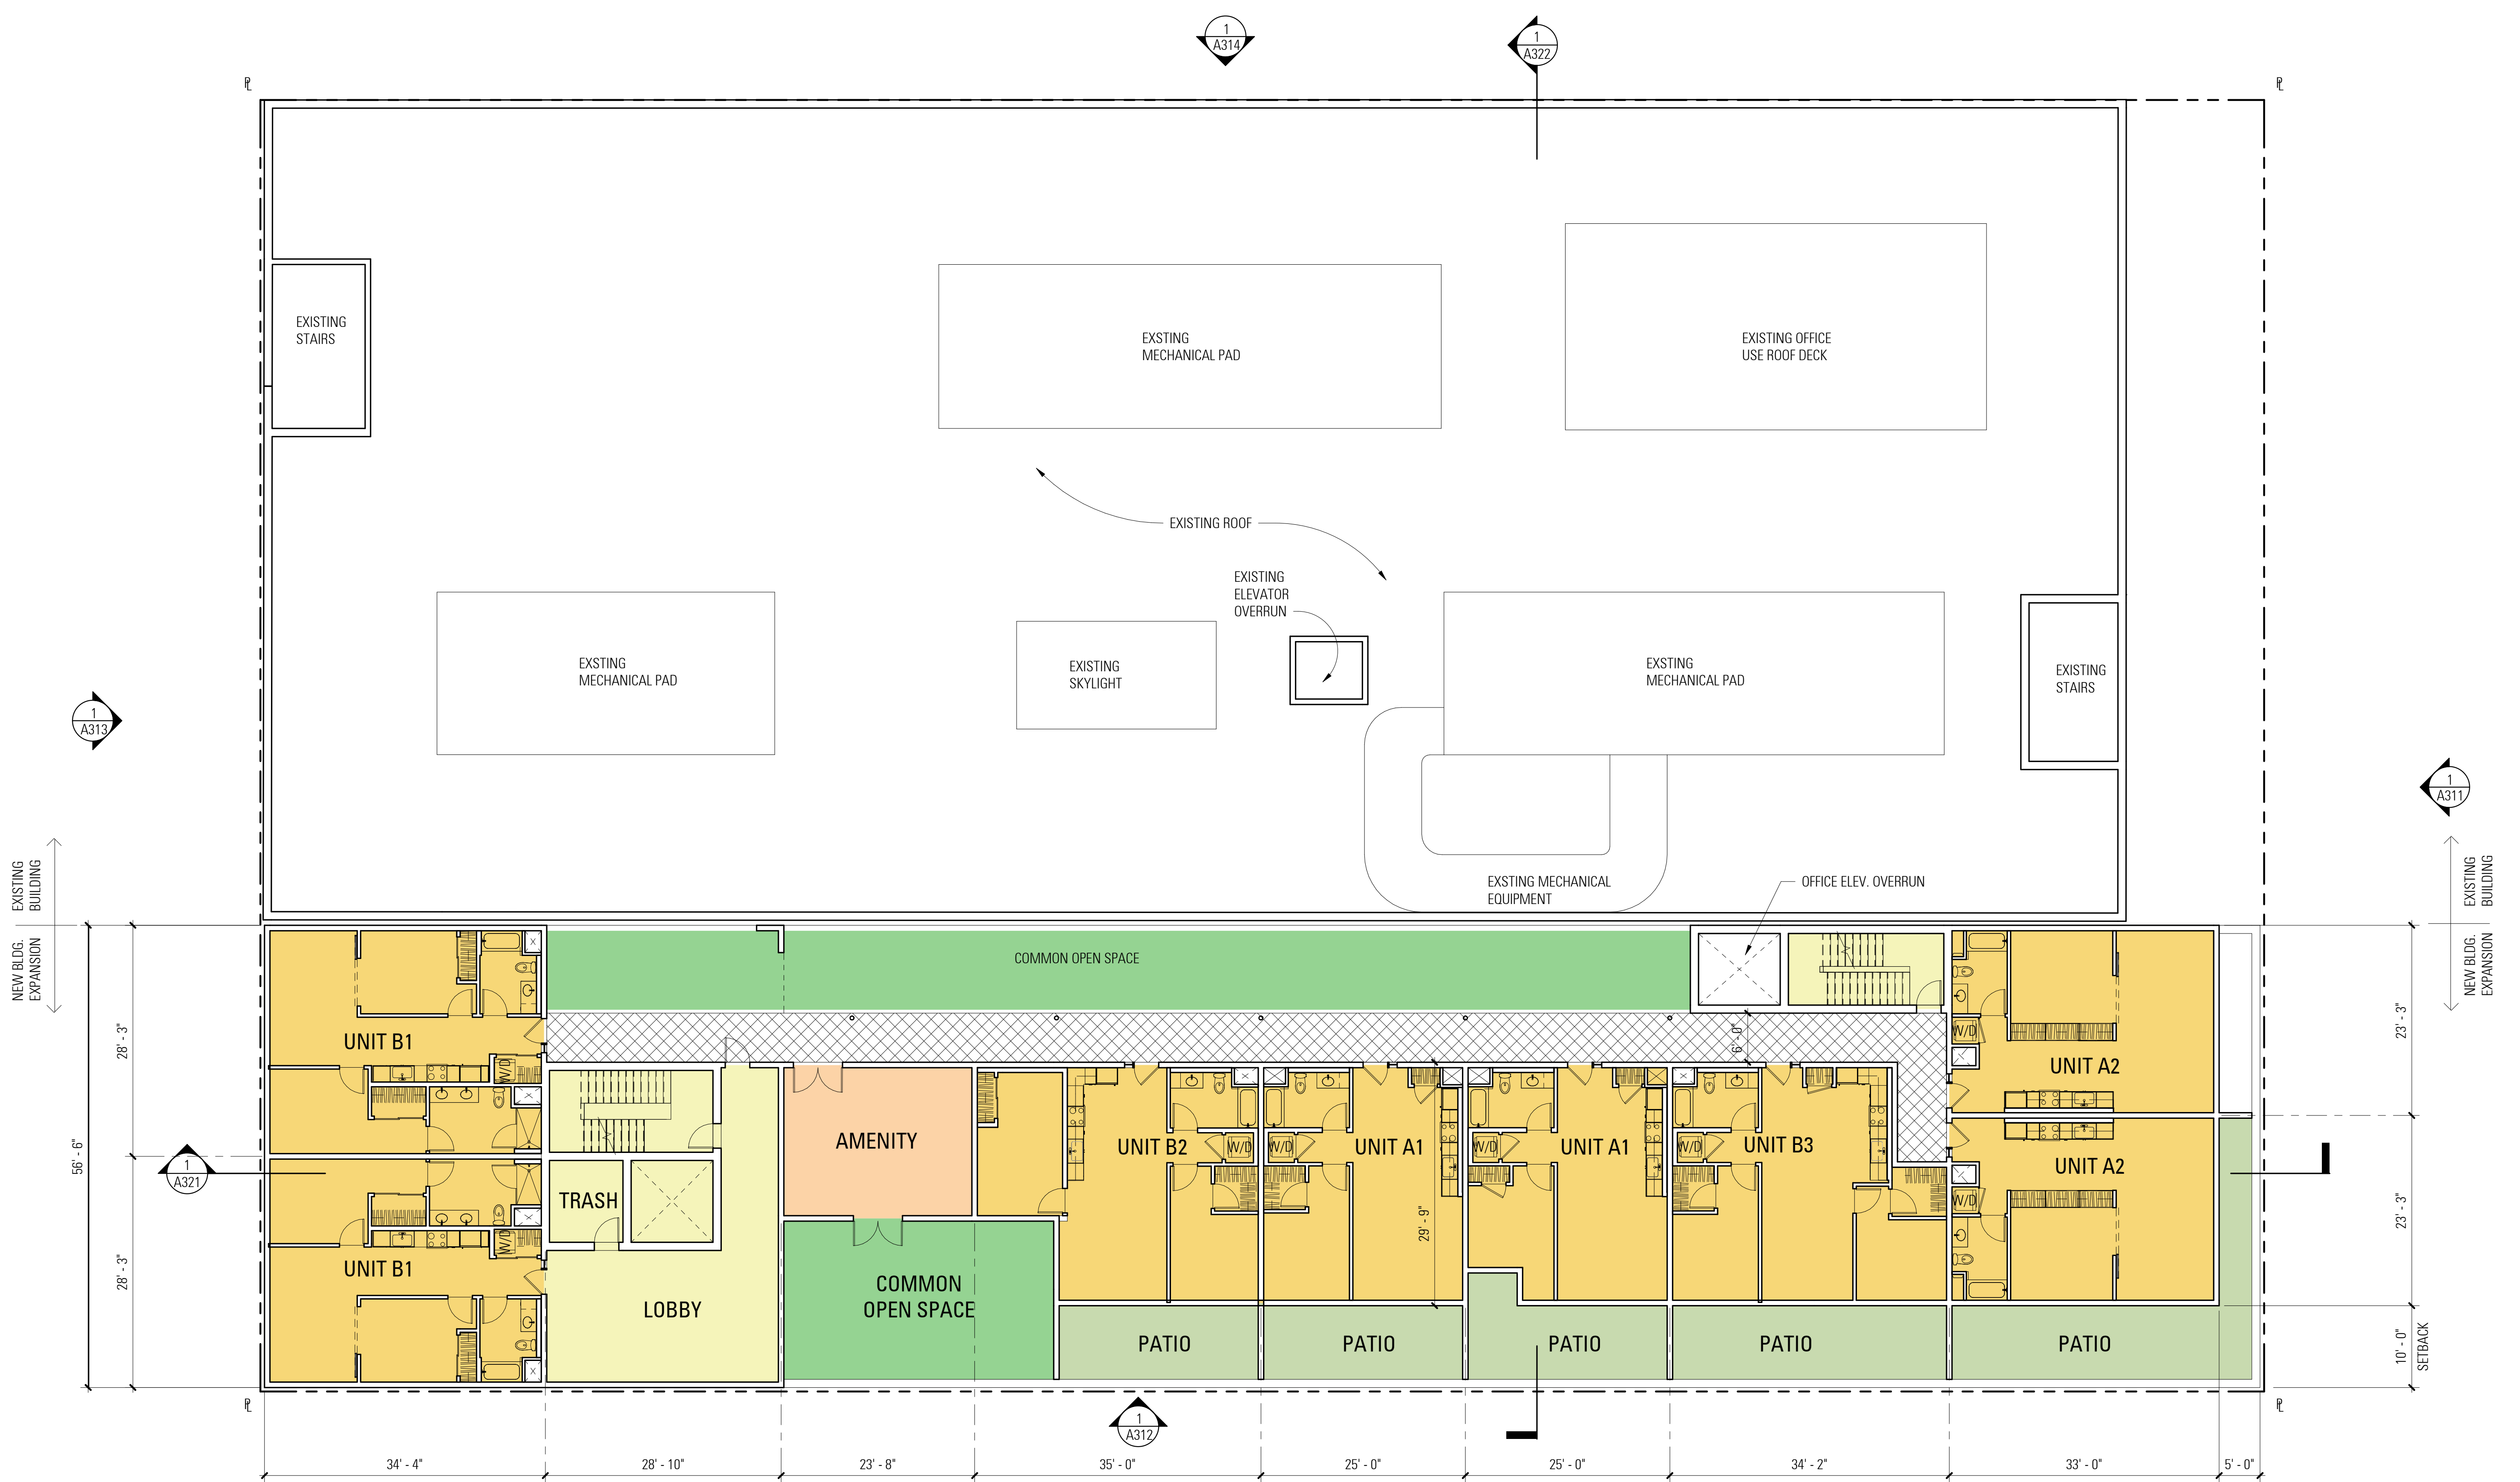 1
A314
1
A322
PL
PL
EXISTING
STAIRS
EXSTING
MECHANICAL PAD
EXISTING OFFICE
USE ROOF DECK
EXISTING ROOF
EXISTING
ELEVATOR
OVERRUN
EXSTING
MECHANICAL PAD
EXISTING
SKYLIGHT
EXSTING
MECHANICAL PAD
EXISTING
STAIRS
1
A313
1
A311
EXISTING
BUILDING
NEW BLDG.
EXPANSION
EXSTING MECHANICAL
EQUIPMENT
OFFICE ELEV. OVERRUN
EXISTING
BUILDING
NEW BLDG.
EXPANSION
COMMON OPEN SPACE
X
28' - 3"
UNIT B1
W/D
X
6' - 0"
W/D
X
UNIT A2
23' - 3"
56' - 6"
1
A321
TRASH
AMENITY
UNIT B2
W/D
W/D
UNIT A1
W/D
UNIT A1
W/D
UNIT B3
UNIT A2
W/D
23' - 3"
28' - 3"
UNIT B1
W/D
X
X
LOBBY
COMMON
OPEN SPACE
29' - 9"
PATIO
PATIO
PATIO
PATIO
PATIO
10' - 0"
SETBACK
PL
PL
1
A312
34' - 4"
28' - 10"
23' - 8"
35' - 0"
25' - 0"
25' - 0"
34' - 2"
33' - 0"
5' - 0"